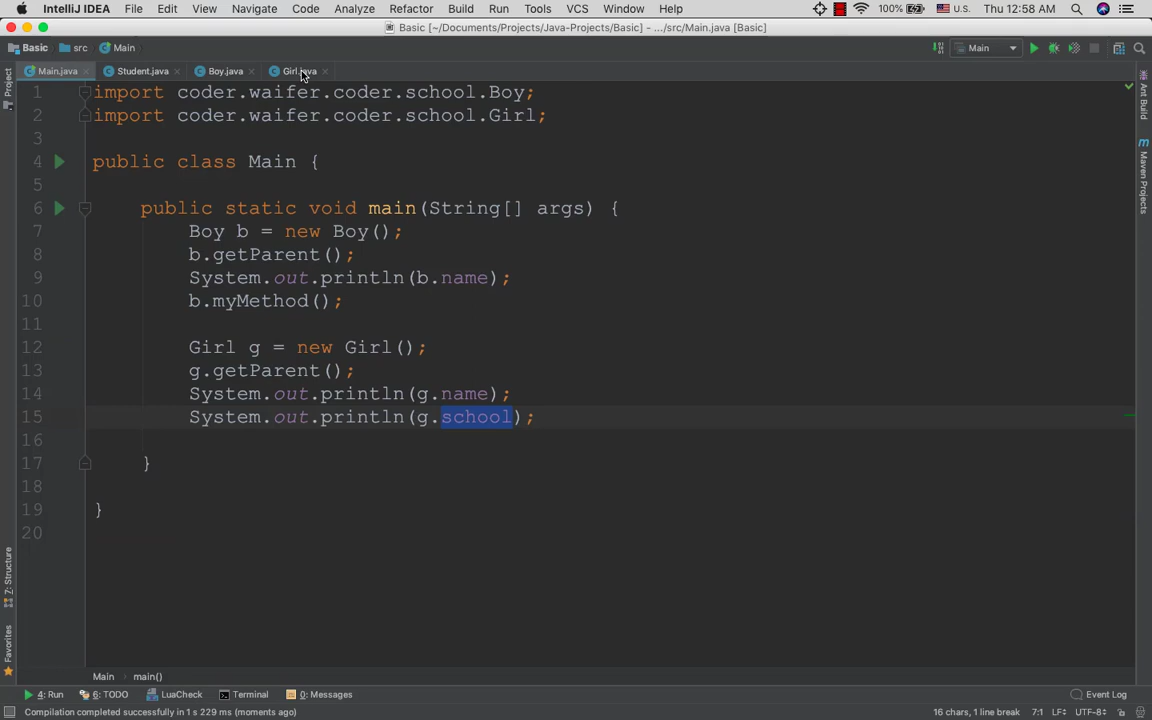 IntelliJ IDEA File Edit View Navigate Code Analyze Refactor Build Run Tools VCS Window Help 100% U.S. Thu 12:58 AM
Basic [~/Documents/Projects/Java-Projects/Basic] - .../src/Main.java [Basic]
Basic src Main Main
Main.java Student.java Boy.java Girl.java
1 import coder.waifer.coder.school.Boy;
2 import coder.waifer.coder.school.Girl;
3
4 public class Main {
5
6 public static void main(String[] args) {
7 Boy b = new Boy();
8 b.getParent();
9 System.out.println(b.name);
10 b.myMethod();
11
12 Girl g = new Girl();
13 g.getParent();
14 System.out.println(g.name);
15 System.out.println(g.school);
16
17 }
18
19 }
20
Project
Z: Structure
Favorites
Ant Build
m Maven Projects
Main main()
4: Run 6: TODO LuaCheck Terminal 0: Messages Event Log
Compilation completed successfully in 1 s 229 ms (moments ago) 16 chars, 1 line break 7:1 LF UTF-8